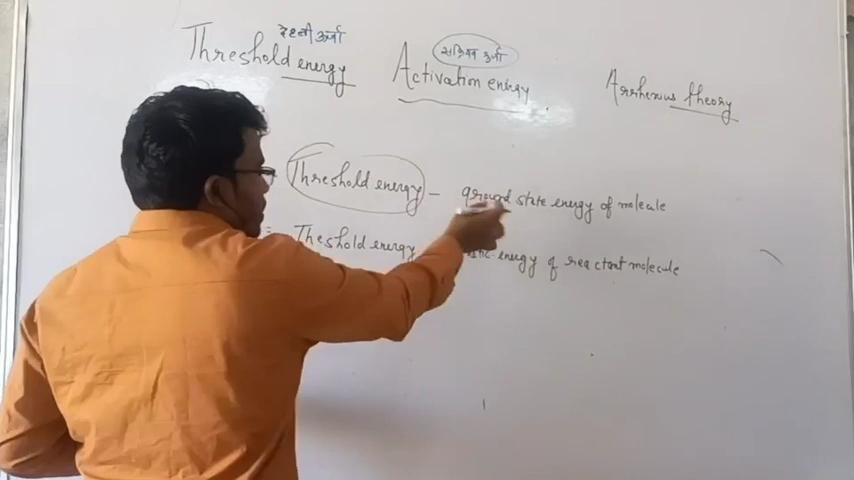 देहली ऊर्जा
Threshold energy
सक्रियण ऊर्जा
Activation energy
Arrhenius theory
Threshold energy - ground state energy of molecule
Theshold energy energy of reactant molecule